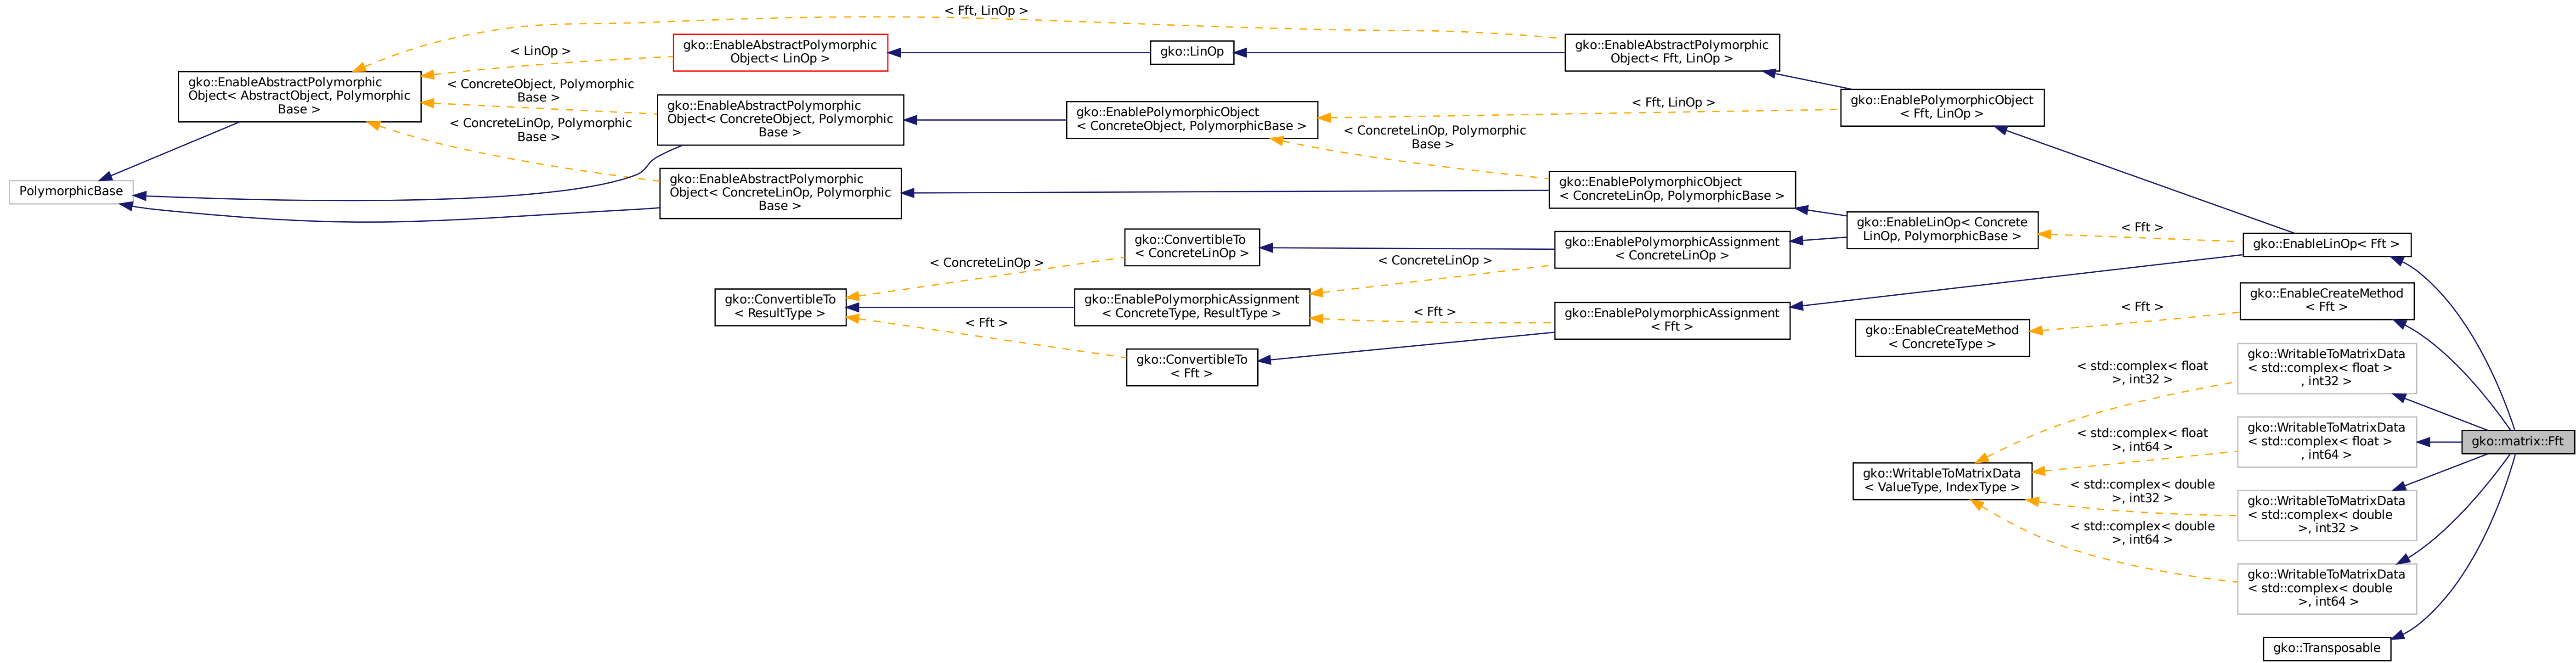 < Fft, LinOp >
< LinOp >
gko::EnableAbstractPolymorphic
Object< LinOp >
gko::LinOp
gko::EnableAbstractPolymorphic
Object< Fft, LinOp >
gko::EnableAbstractPolymorphic
Object< AbstractObject, Polymorphic
Base >
< ConcreteObject, Polymorphic
Base >
gko::EnableAbstractPolymorphic
Object< ConcreteObject, Polymorphic
Base >
gko::EnablePolymorphicObject
< ConcreteObject, PolymorphicBase >
< Fft, LinOp >
gko::EnablePolymorphicObject
< Fft, LinOp >
< ConcreteLinOp, Polymorphic
Base >
< ConcreteLinOp, Polymorphic
Base >
PolymorphicBase
gko::EnableAbstractPolymorphic
Object< ConcreteLinOp, Polymorphic
Base >
gko::EnablePolymorphicObject
< ConcreteLinOp, PolymorphicBase >
gko::EnableLinOp< Concrete
LinOp, PolymorphicBase >
< Fft >
gko::EnableLinOp< Fft >
gko::ConvertibleTo
< ConcreteLinOp >
gko::EnablePolymorphicAssignment
< ConcreteLinOp >
< ConcreteLinOp >
< ConcreteLinOp >
gko::ConvertibleTo
< ResultType >
gko::EnablePolymorphicAssignment
< ConcreteType, ResultType >
< Fft >
< Fft >
gko::EnablePolymorphicAssignment
< Fft >
gko::ConvertibleTo
< Fft >
gko::EnableCreateMethod
< ConcreteType >
< Fft >
gko::EnableCreateMethod
< Fft >
< std::complex< float
>, int32 >
gko::WritableToMatrixData
< std::complex< float >
, int32 >
< std::complex< float
>, int64 >
gko::WritableToMatrixData
< std::complex< float >
, int64 >
gko::matrix::Fft
gko::WritableToMatrixData
< ValueType, IndexType >
< std::complex< double
>, int32 >
gko::WritableToMatrixData
< std::complex< double
>, int32 >
< std::complex< double
>, int64 >
gko::WritableToMatrixData
< std::complex< double
>, int64 >
gko::Transposable